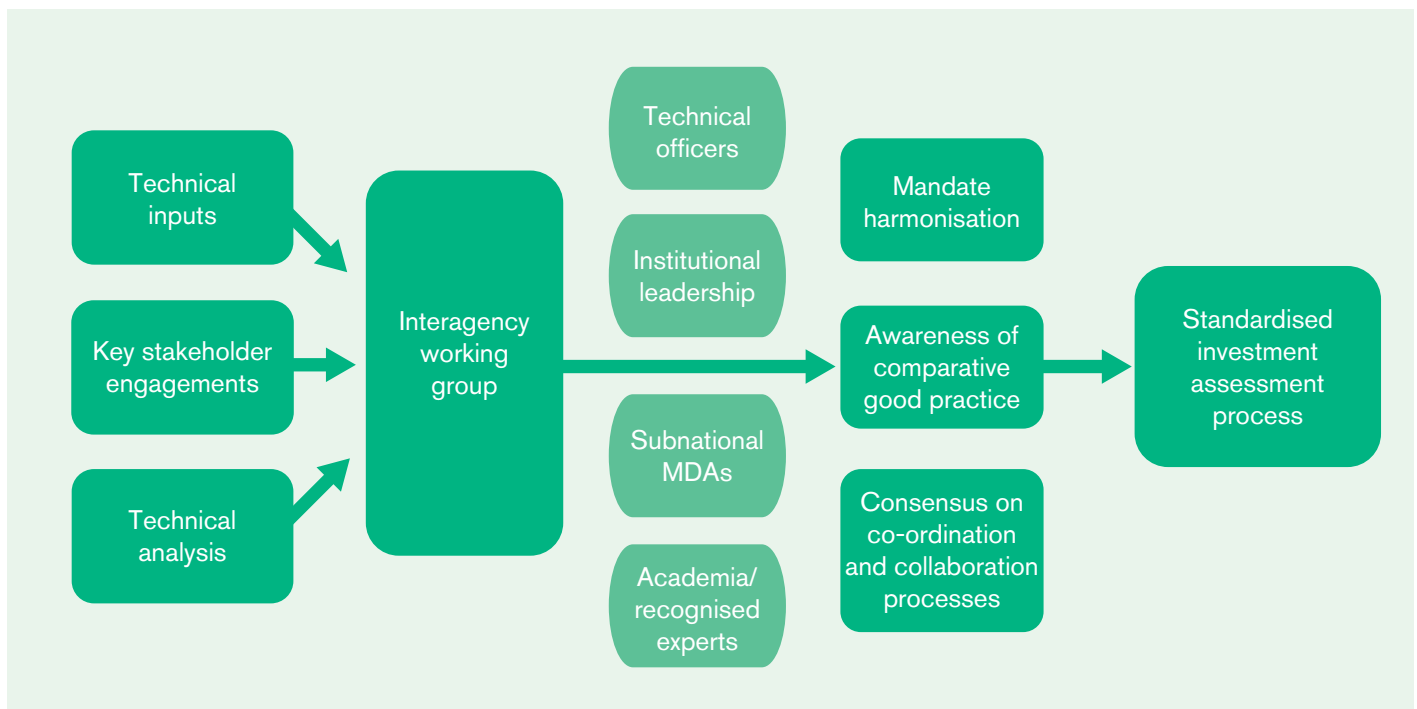 Technical
inputs
Key stakeholder
engagements
Technical
analysis
Interagency
working
group
Technical
officers
Institutional
leadership
Subnational
MDAs
Academia/
recognised
experts
Mandate
harmonisation
Awareness of
comparative
good practice
Consensus on
co-ordination
and collaboration
processes
Standardised
investment
assessment
process